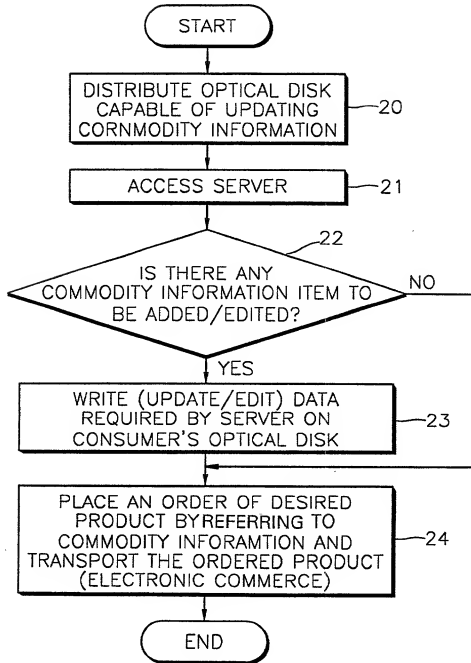 START
DISTRIBUTE OPTICAL DISK
CAPABLE OF UPDATING
CORNMODITY INFORMATION
20
ACCESS SERVER
21
22
IS THERE ANY
COMMODITY INFORMATION ITEM TO
BE ADDED/EDITED?
NO
YES
WRITE (UPDATE/EDIT) DATA
REQUIRED BY SERVER ON
CONSUMER'S OPTICAL DISK
23
PLACE AN ORDER OF DESIRED
PRODUCT BY REFERRING TO
COMMODITY INFORAMTION AND
TRANSPORT THE ORDERED PRODUCT
(ELECTRONIC COMMERCE)
24
END